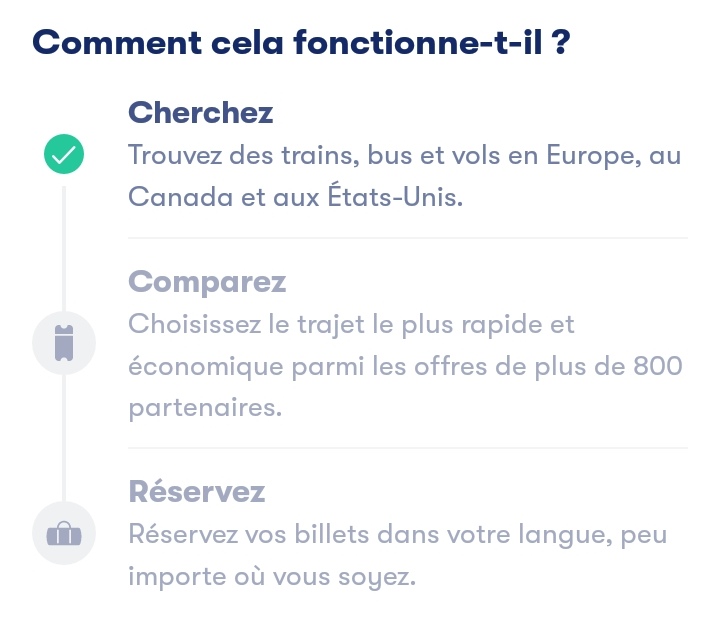 Comment cela fonctionne-t-il ?
Cherchez
Trouvez des trains, bus et vols en Europe, au
Canada et aux États-Unis.
Comparez
Choisissez le trajet le plus rapide et
économique parmi les offres de plus de 800
partenaires.
Réservez
Réservez vos billets dans votre langue, peu
importe où vous soyez.